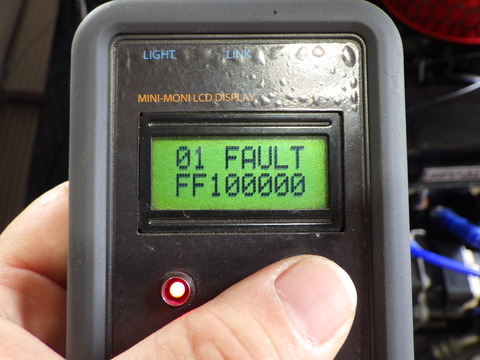 LIGHT LINK
MINI-MONI LCD DISPLAY
01 FAULT
FF100000